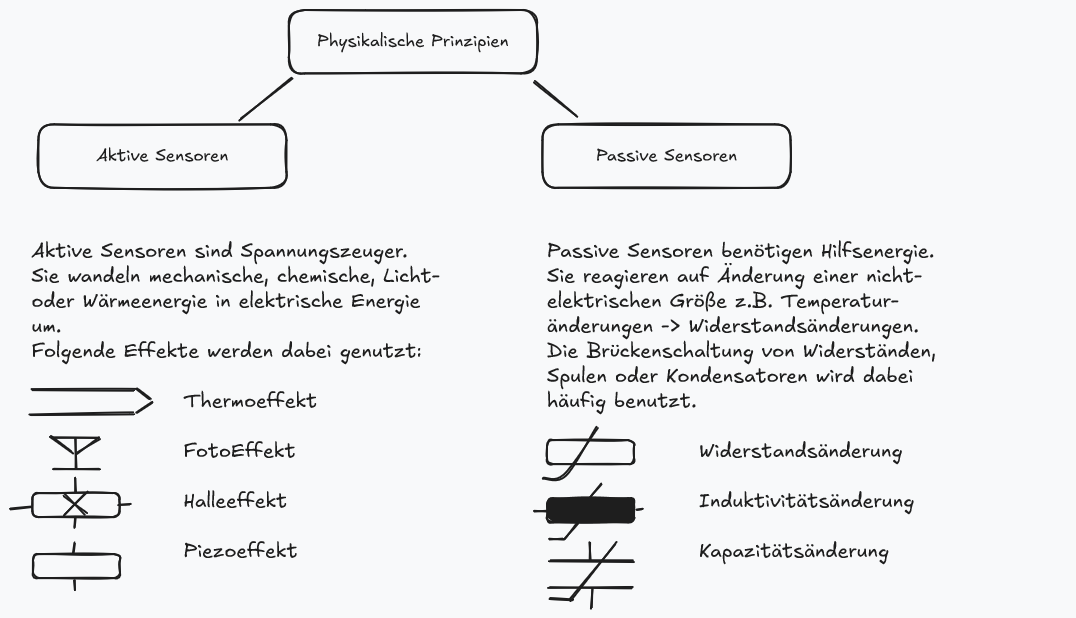 Physikalische Prinzipien
Aktive Sensoren
Passive Sensoren
Aktive Sensoren sind Spannungszeuger.
Sie wandeln mechanische, chemische, Licht-
oder Wärmeenergie in elektrische Energie
um.
Folgende Effekte werden dabei genutzt:
Thermoeffekt
FotoEffekt
Halleeffekt
Piezoeffekt
Passive Sensoren benötigen Hilfsenergie.
Sie reagieren auf Änderung einer nicht-
elektrischen Größe z.B. Temperatur-
änderungen -> Widerstandsänderungen.
Die Brückenschaltung von Widerständen,
Spulen oder Kondensatoren wird dabei
häufig benutzt.
Widerstandsänderung
Induktivitätsänderung
Kapazitätsänderung